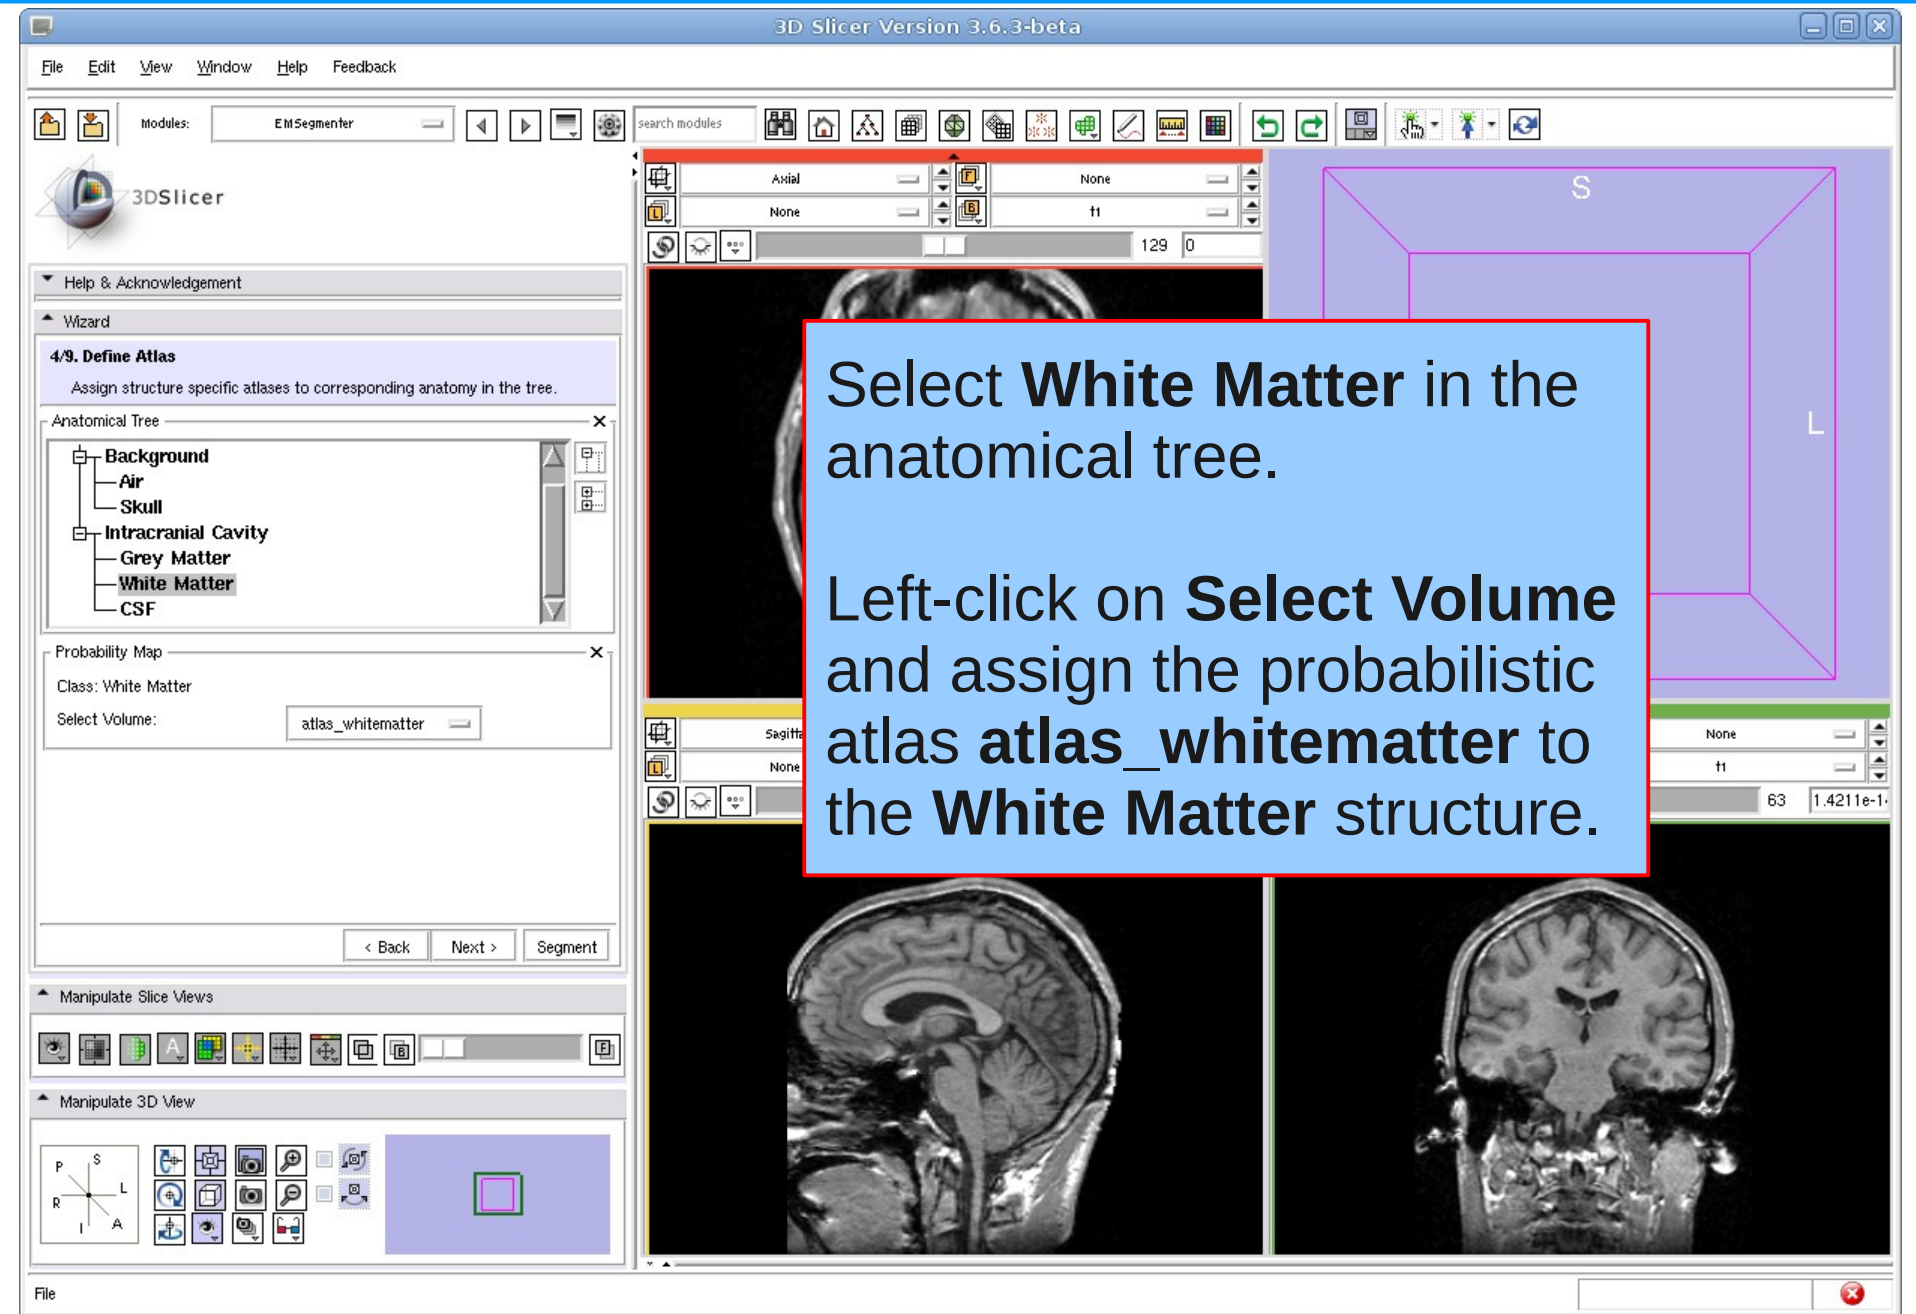 3D Slicer Version 3.6.3-beta
File Edit View Window Help Feedback
Modules: EMSegmenter search modules
3DSlicer
Help & Acknowledgement
Wizard
4/9. Define Atlas
Assign structure specific atlases to corresponding anatomy in the tree.
Anatomical Tree
Background
Air
Skull
Intracranial Cavity
Grey Matter
White Matter
CSF
Probability Map
Class: White Matter
Select Volume: atlas_whitematter
< Back Next > Segment
Manipulate Slice Views
A B F
Manipulate 3D View
P S
R L
I A
File
Axial F None
L None B t1
129 0
S
L
Select White Matter in the
anatomical tree.
Left-click on Select Volume
and assign the probabilistic
atlas atlas_whitematter to
the White Matter structure.
None
L None t1
63